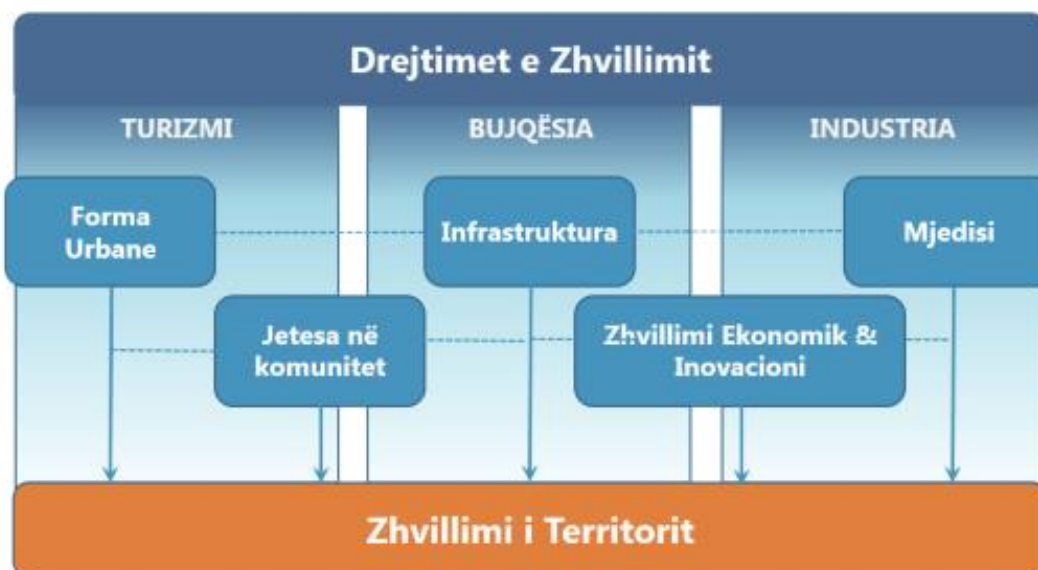 Drejtimet e Zhvillimit
TURIZMI
BUJQËSIA
INDUSTRIA
Forma
Urbane
Infrastruktura
Mjedisi
Jetesa në
komunitet
Zhvillimi Ekonomik &
Inovacioni
Zhvillimi i Territorit